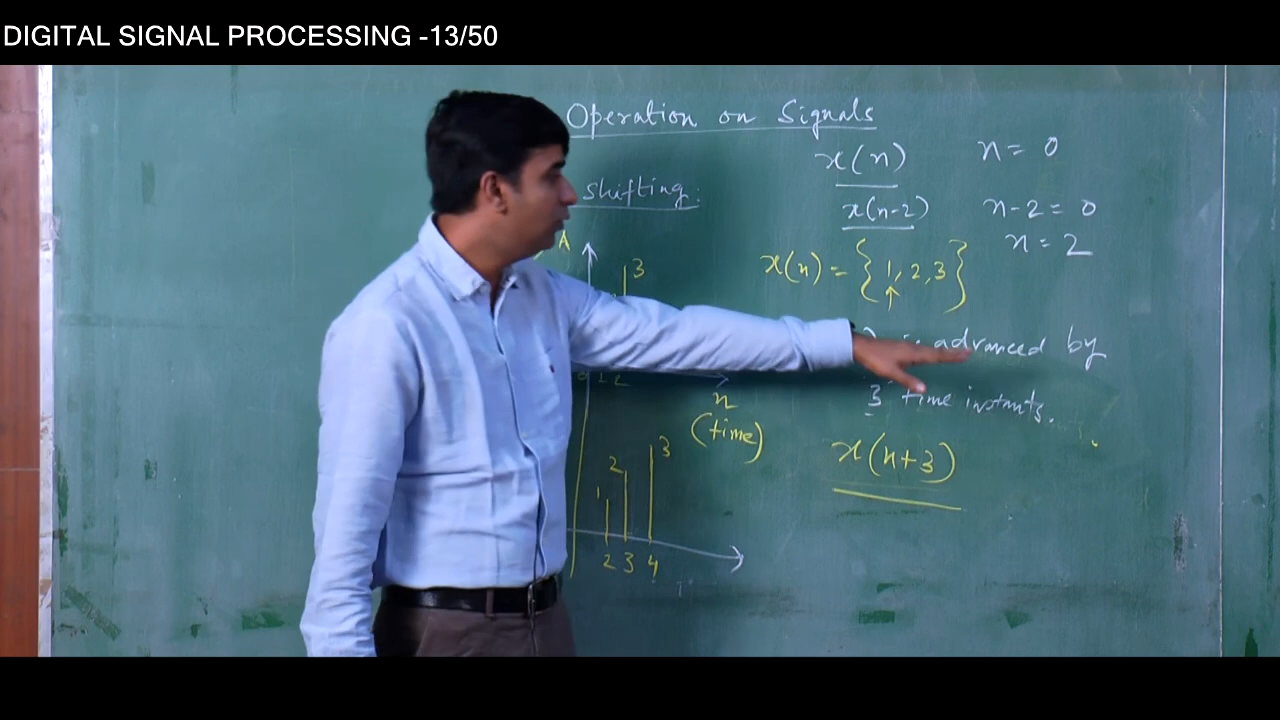 DIGITAL SIGNAL PROCESSING -13/50
Operation on Signals
x(n) n = 0
shifting:
x(n-2) n-2 = 0
n = 2
A
3
x(n) = { 1, 2, 3 }
↑
is advanced by
n
3 time instants.
(time)
x(n+3)
1 2 3
2 3 4